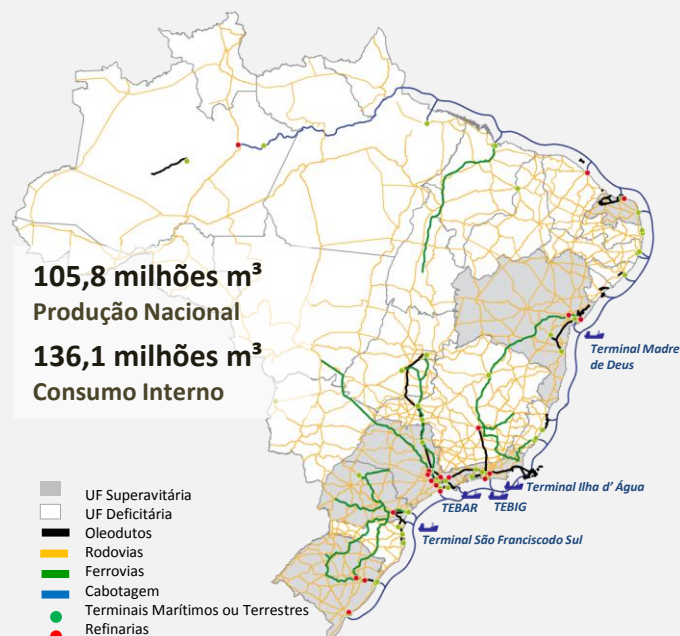 105,8 milhões m³
Produção Nacional
136,1 milhões m³
Consumo Interno
Terminal Madre
de Deus
Terminal Ilha d’ Água
TEBAR
TEBIG
Terminal São Franciscodo Sul
UF Superavitária
UF Deficitária
Oleodutos
Rodovias
Ferrovias
Cabotagem
Terminais Marítimos ou Terrestres
Refinarias